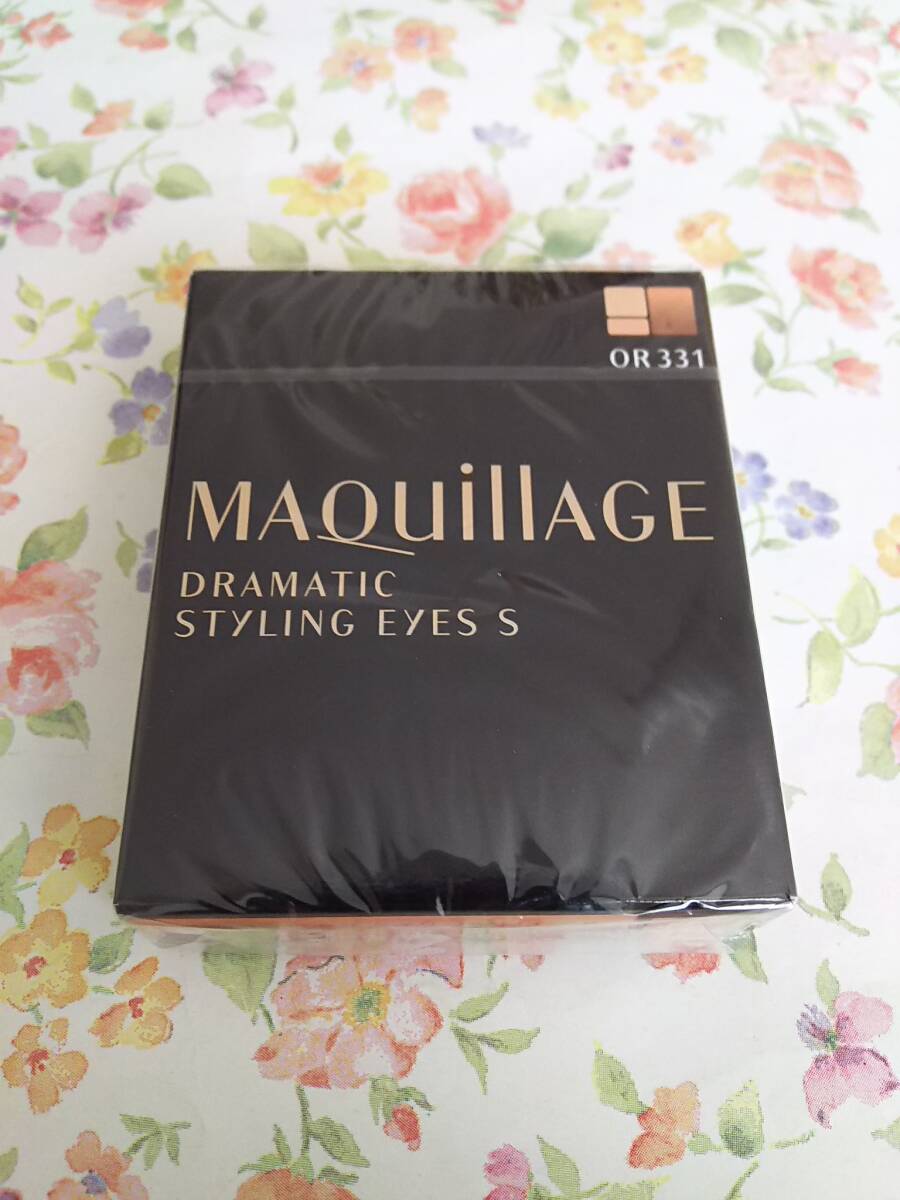 OR 331
MAQuillAGE
DRAMATIC
STYLING EYES S